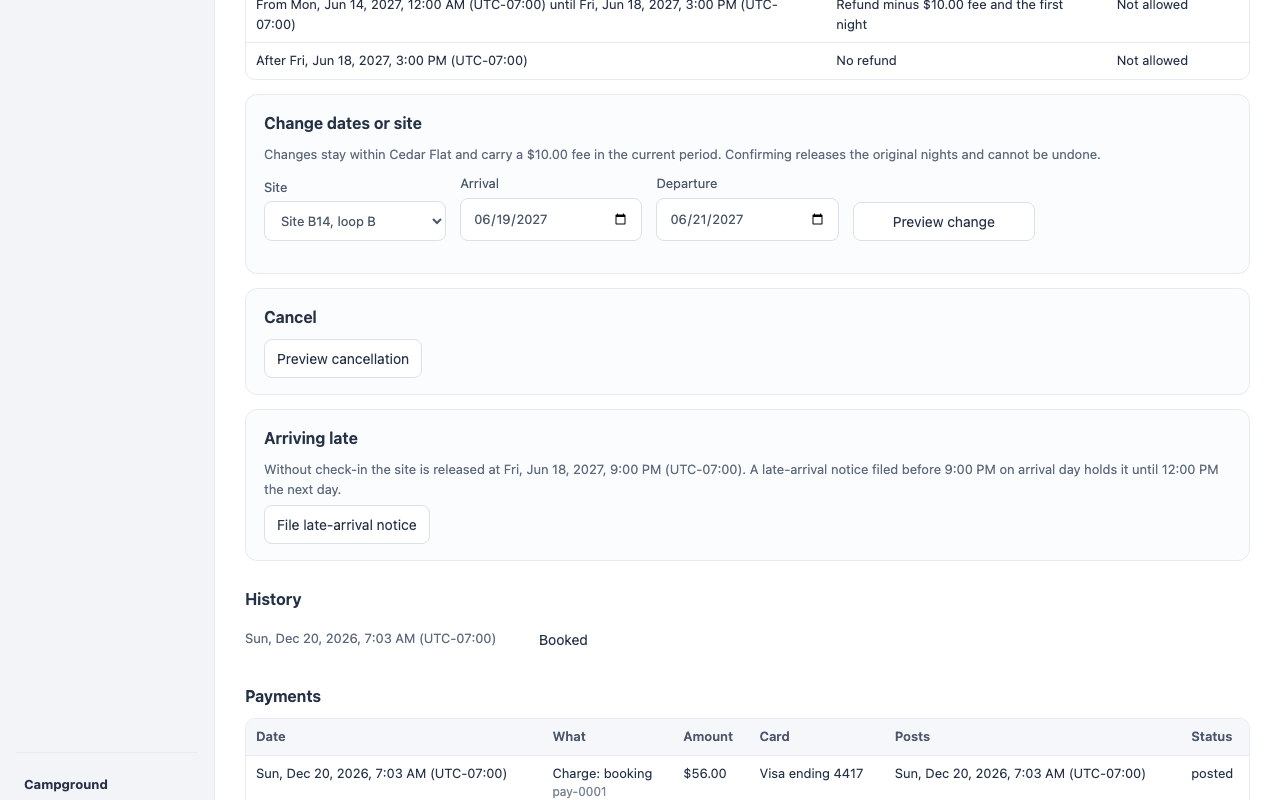 From Mon, Jun 14, 2027, 12:00 AM (UTC-07:00) until Fri, Jun 18, 2027, 3:00 PM (UTC-
07:00)
Refund minus $10.00 fee and the first
night
Not allowed
After Fri, Jun 18, 2027, 3:00 PM (UTC-07:00)
No refund
Not allowed
Change dates or site
Changes stay within Cedar Flat and carry a $10.00 fee in the current period. Confirming releases the original nights and cannot be undone.
Site
Arrival
Departure
Site B14, loop B
06/19/2027
06/21/2027
Preview change
Cancel
Preview cancellation
Arriving late
Without check-in the site is released at Fri, Jun 18, 2027, 9:00 PM (UTC-07:00). A late-arrival notice filed before 9:00 PM on arrival day holds it until 12:00 PM
the next day.
File late-arrival notice
History
Sun, Dec 20, 2026, 7:03 AM (UTC-07:00)
Booked
Payments
Date
What
Amount
Card
Posts
Status
Sun, Dec 20, 2026, 7:03 AM (UTC-07:00)
Charge: booking
pay-0001
$56.00
Visa ending 4417
Sun, Dec 20, 2026, 7:03 AM (UTC-07:00)
posted
Campground